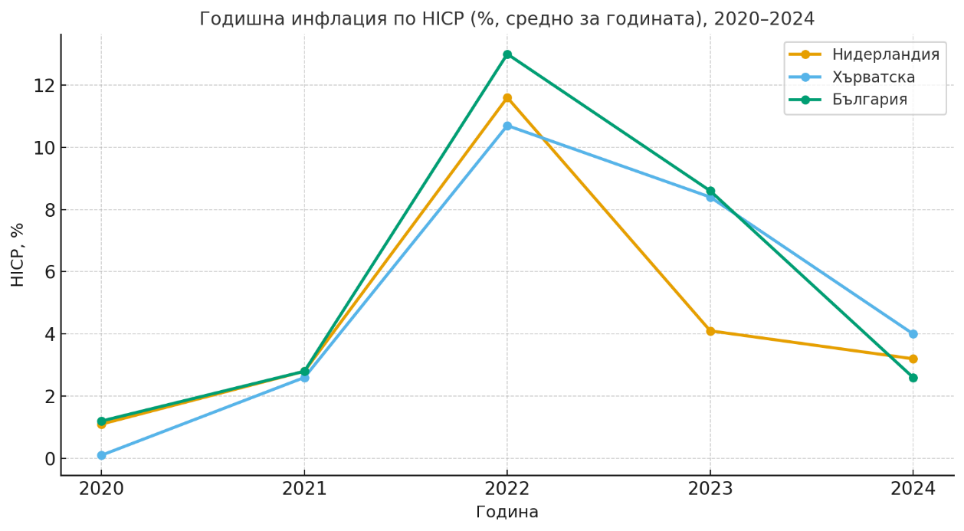 Годишна инфлация по HICP (%, средно за годината), 2020–2024
Нидерландия
Хърватска
България
HICP, %
12
10
8
6
4
2
0
2020 2021 2022 2023 2024
Година